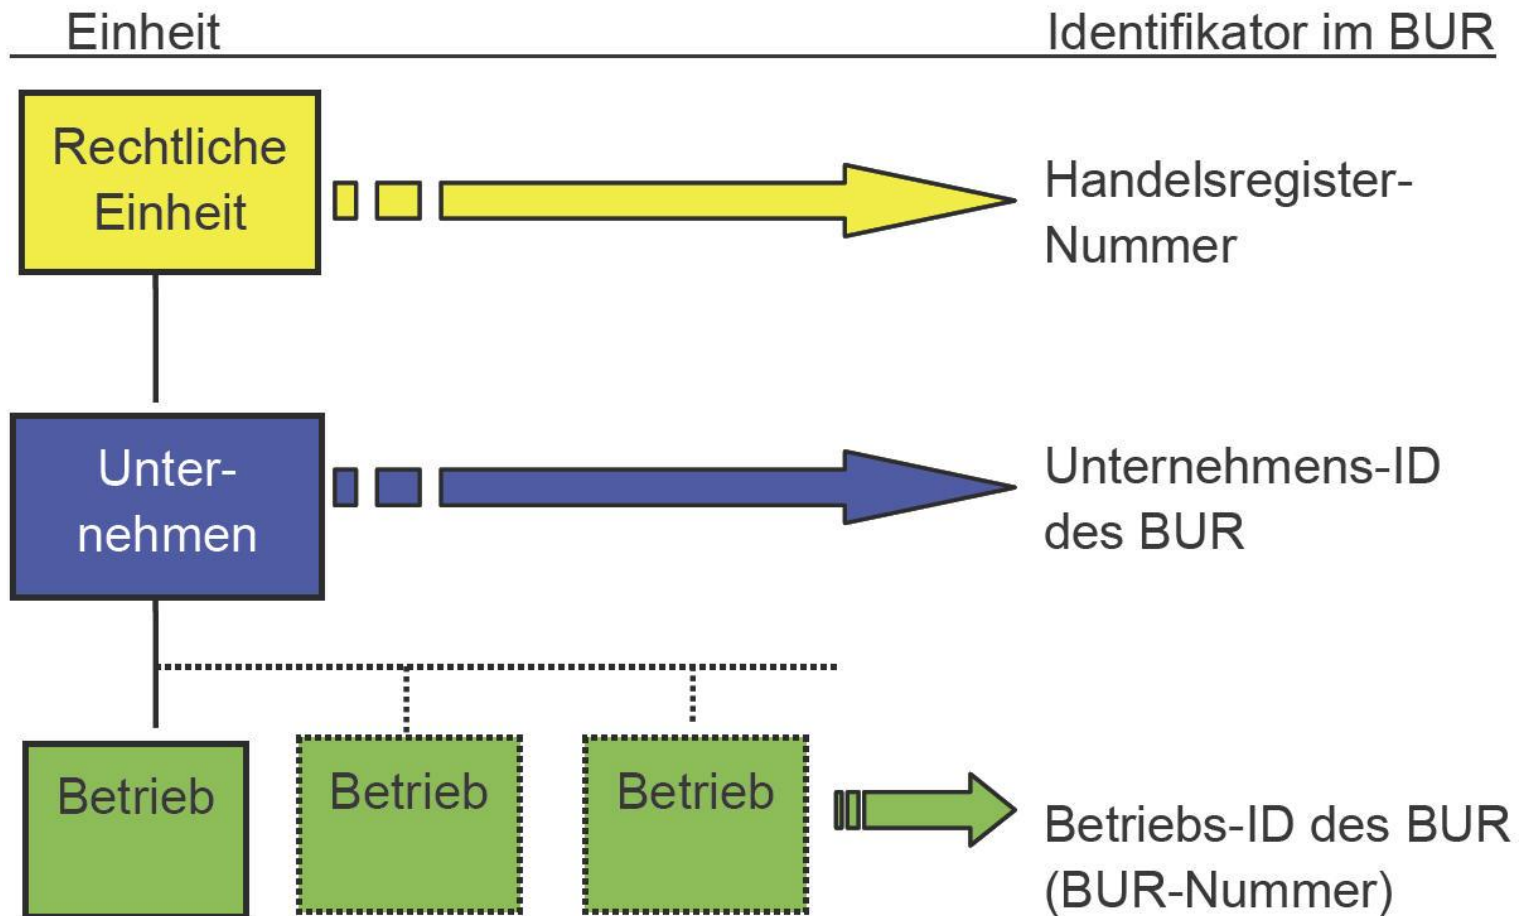 Einheit
Identifikator im BUR
Rechtliche
Einheit
Handelsregister-
Nummer
Unter-
nehmen
Unternehmens-ID
des BUR
Betrieb
Betrieb
Betrieb
Betriebs-ID des BUR
(BUR-Nummer)